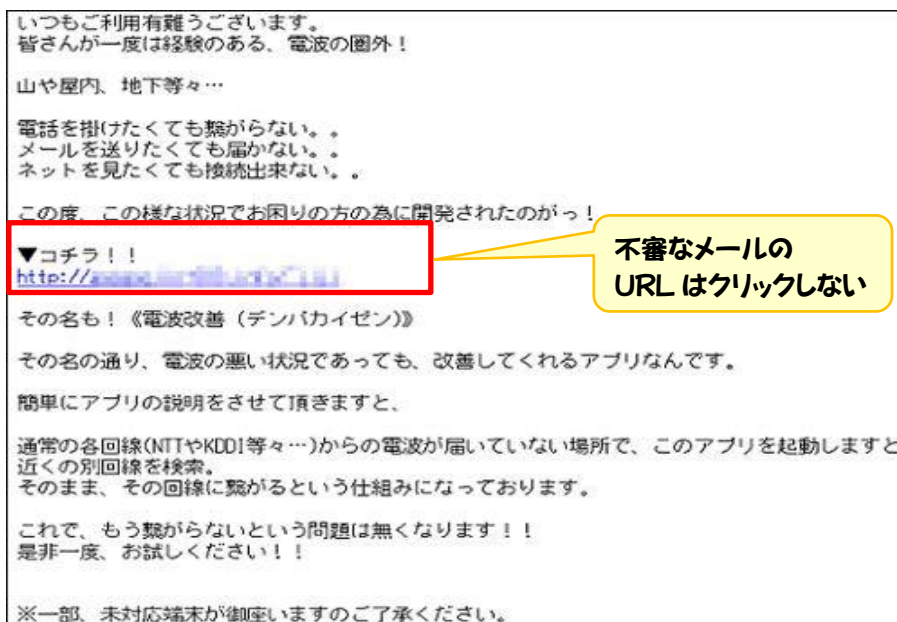 いつもご利用有難うございます。
皆さんが一度は経験のある、電波の圏外！
山や屋内、地下等々…
電話を掛けたくても繋がらない。。
メールを送りたくても届かない。。
ネットを見たくても接続出来ない。。
この度、この様な状況でお困りの方の為に開発されたのがっ！
▼コチラ！！
http://
不審なメールの
URLはクリックしない
その名も！《電波改善（デンパカイゼン）》
その名の通り、電波の悪い状況であっても、改善してくれるアプリなんです。
簡単にアプリの説明をさせて頂きますと、
通常の各回線(NTTやKDDI等々…)からの電波が届いていない場所で、このアプリを起動しますと
近くの別回線を検索。
そのまま、その回線に繋がるという仕組みになっております。
これで、もう繋がらないという問題は無くなります！！
是非一度、お試しください！！
※一部、未対応端末が御座いますのご了承ください。